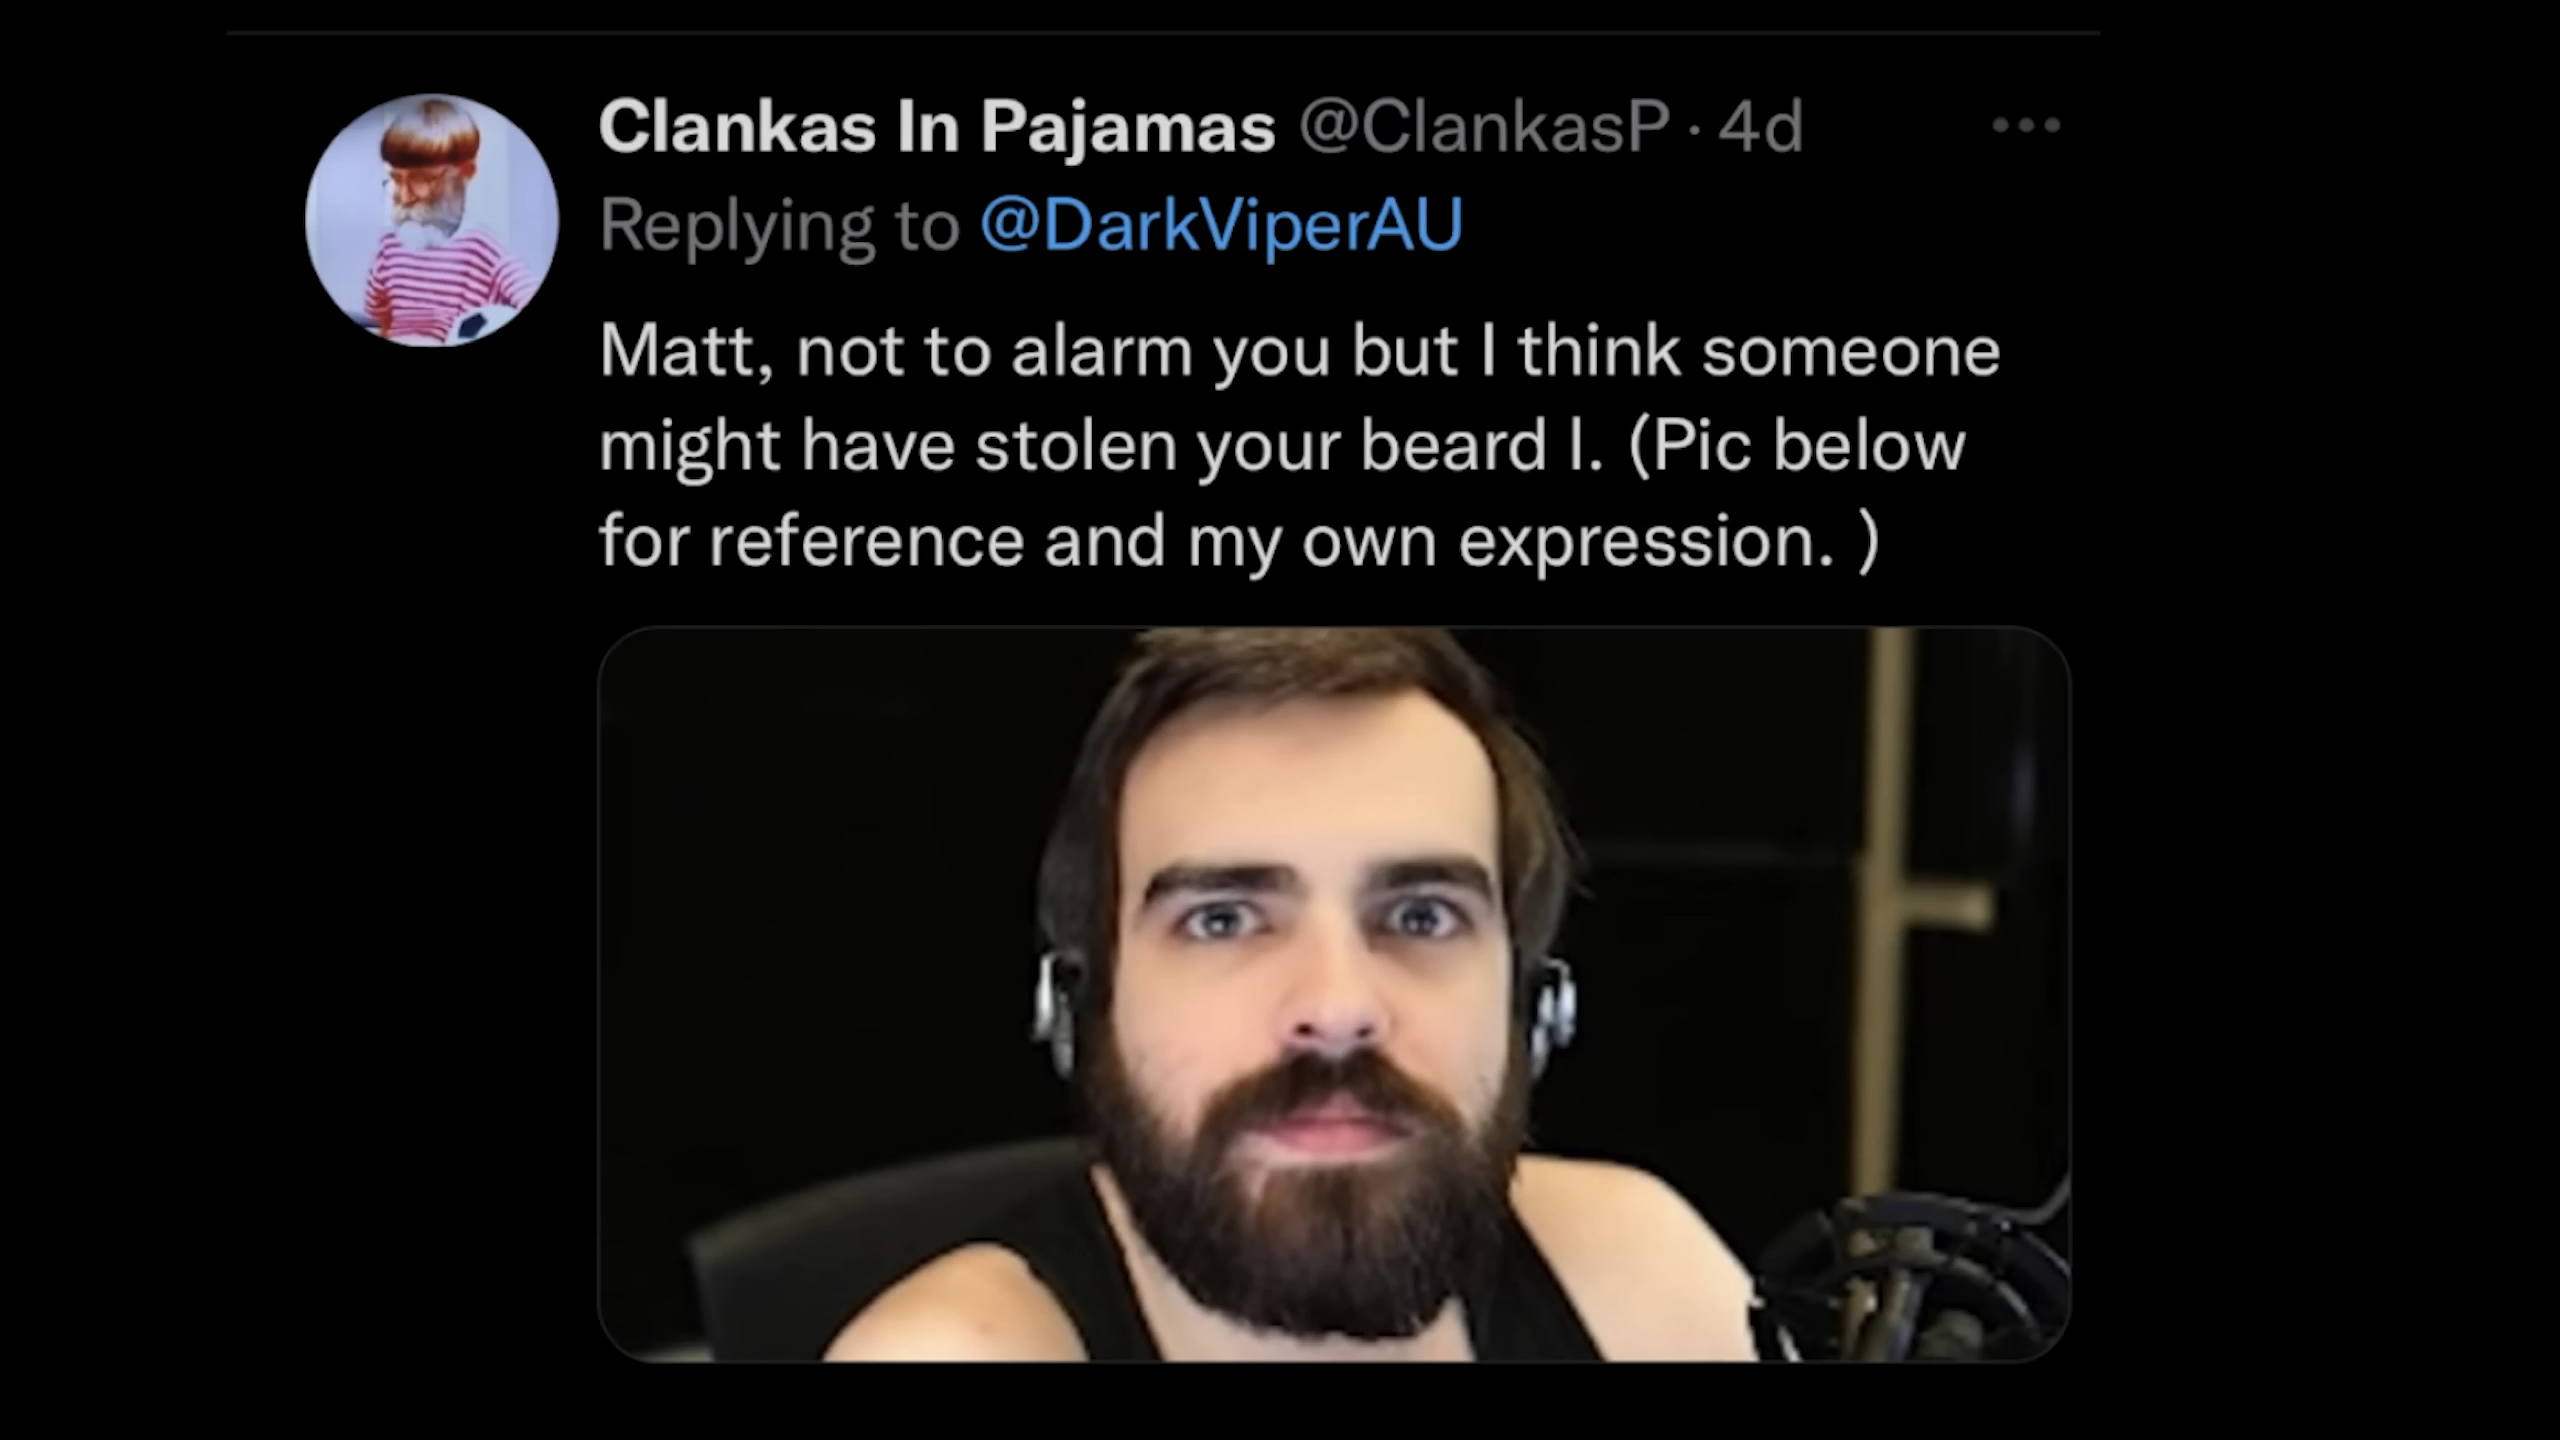 Clankas In Pajamas @ClankasP · 4d
Replying to @DarkViperAU
Matt, not to alarm you but I think someone
might have stolen your beard l. (Pic below
for reference and my own expression. )